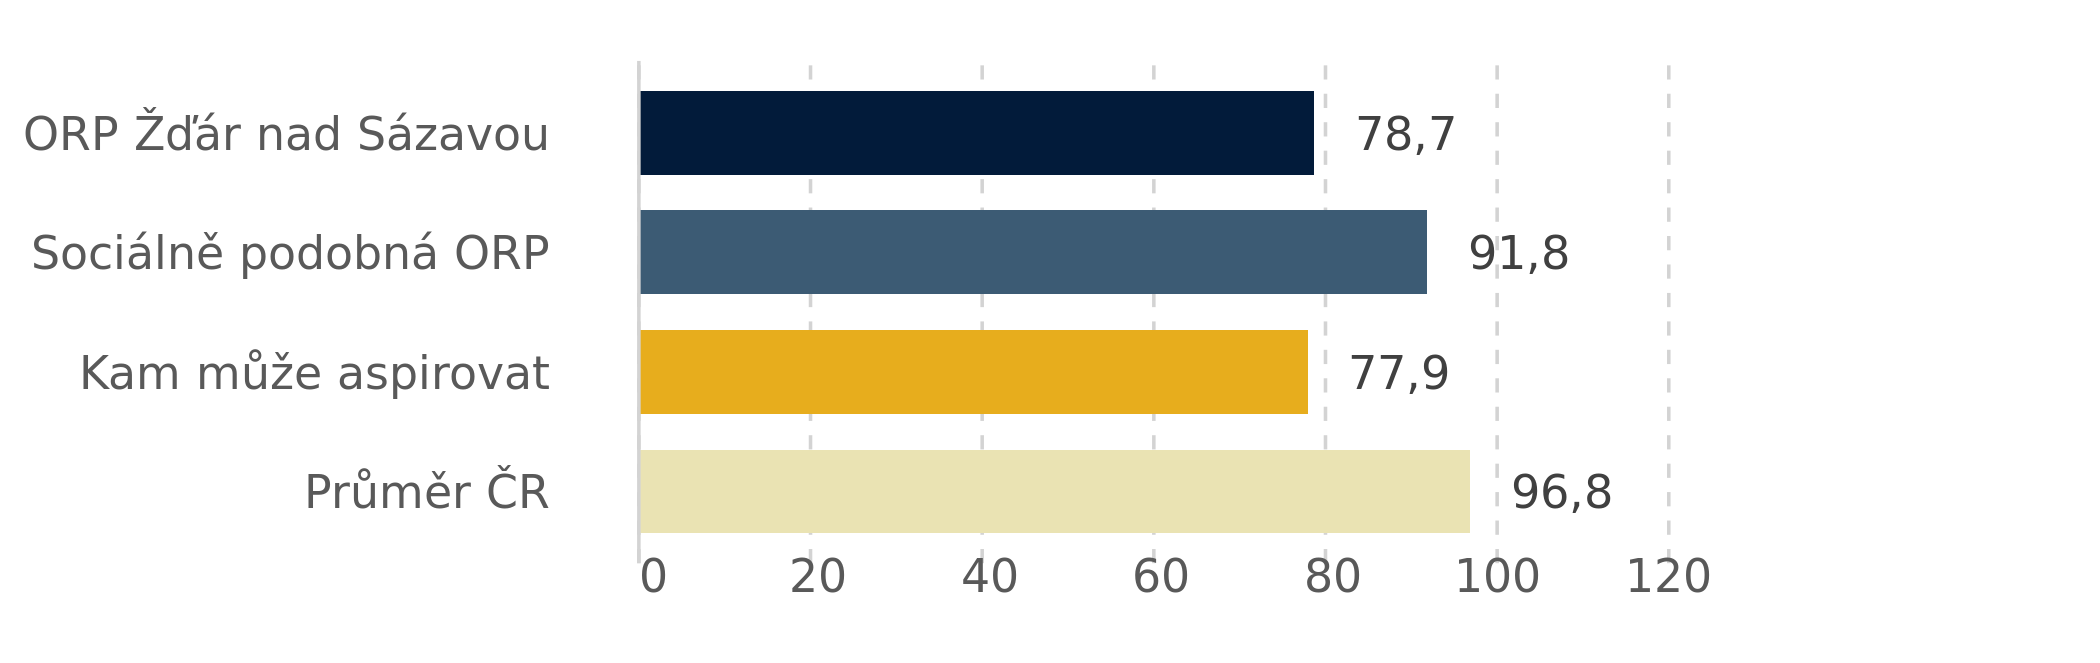 ORP Žďár nad Sázavou 78,7
Sociálně podobná ORP 91,8
Kam může aspirovat 77,9
Průměr ČR 96,8
0 20 40 60 80 100 120